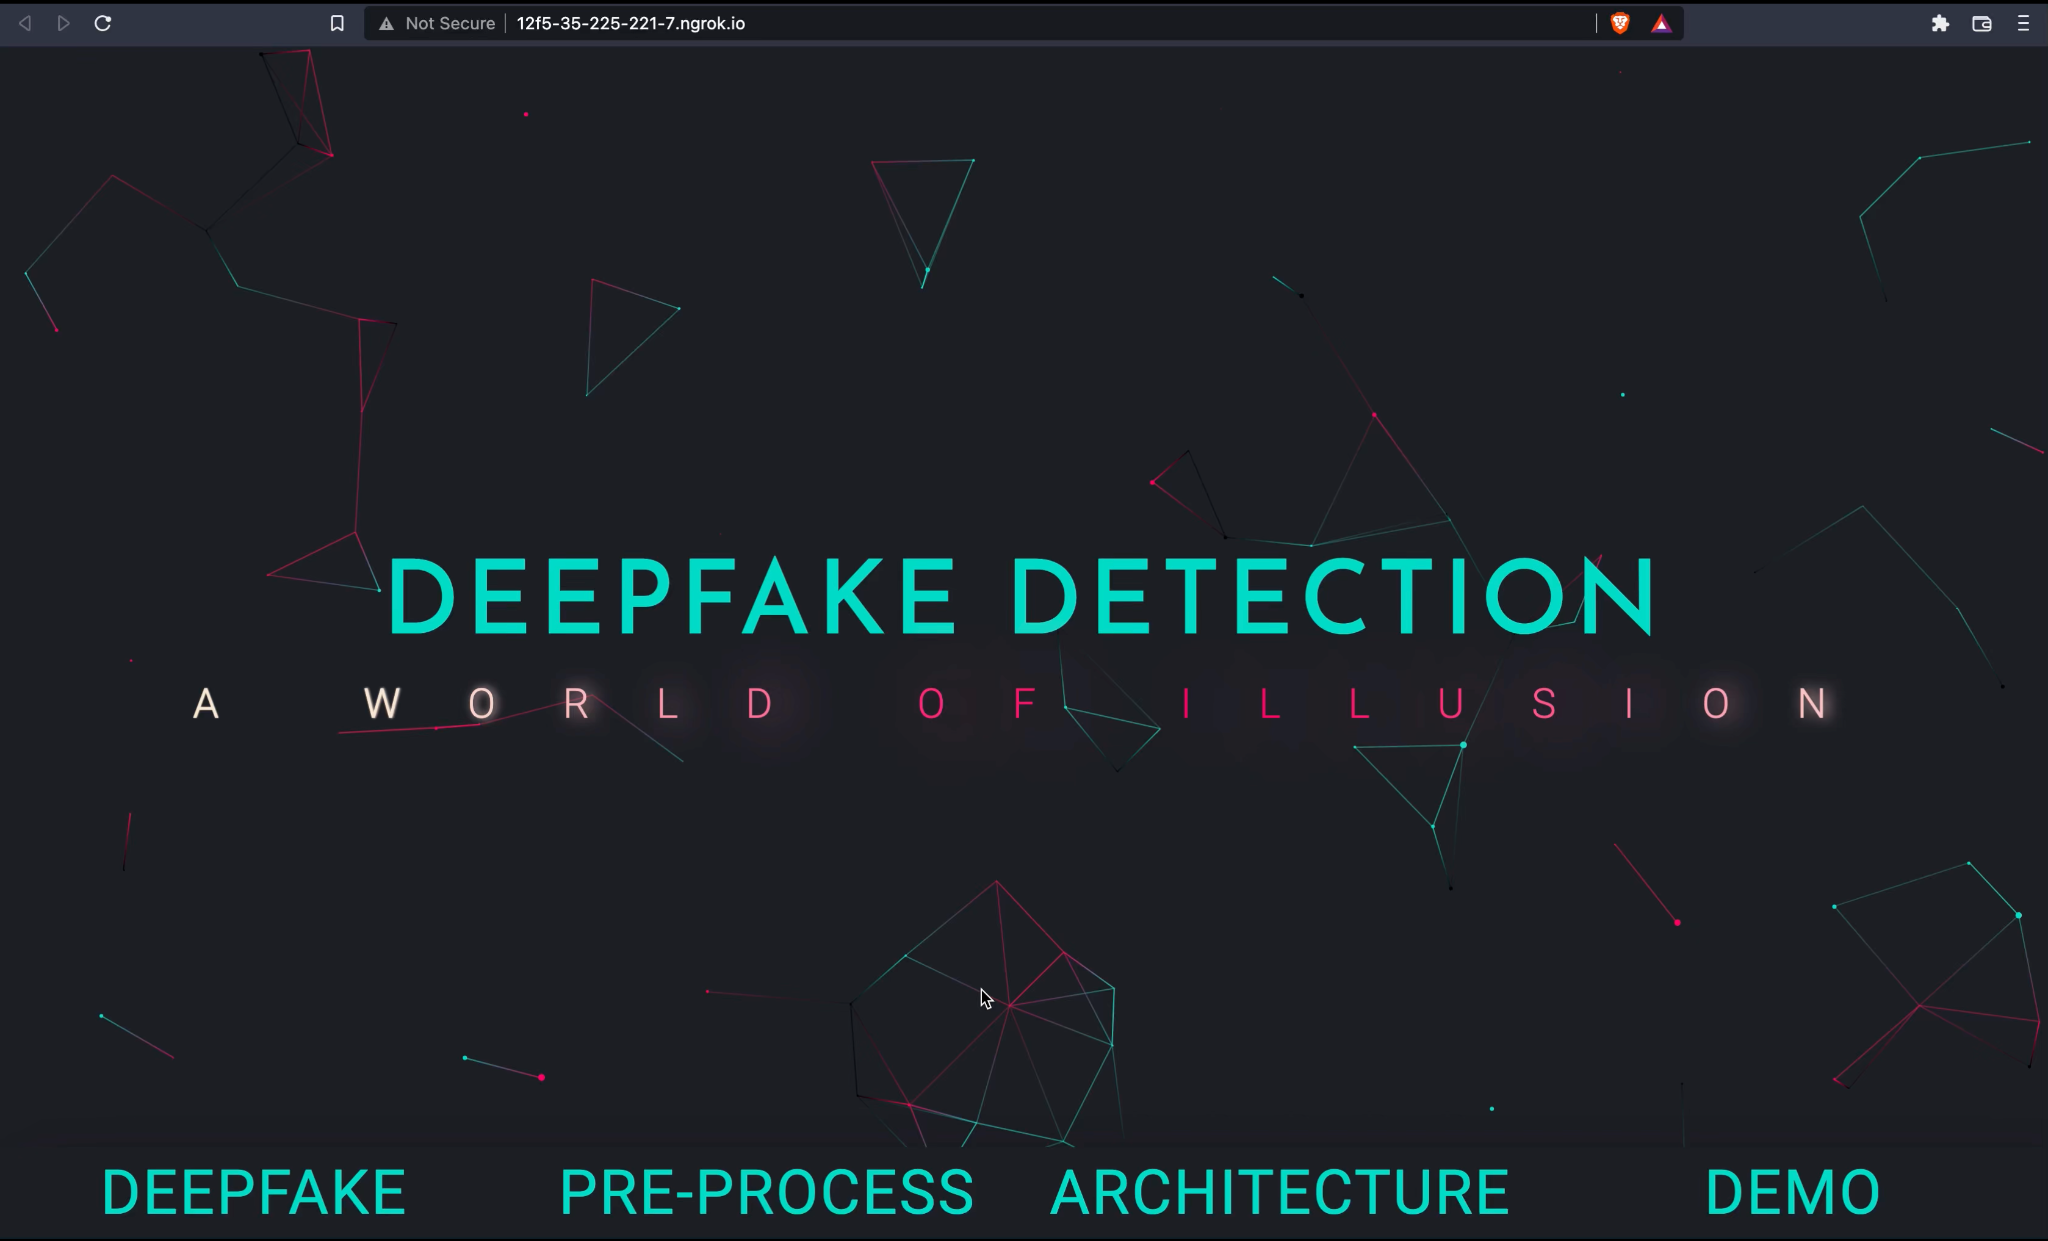 Not Secure 12f5-35-225-221-7.ngrok.io
DEEPFAKE DETECTION
A WORLD OF ILLUSION
DEEPFAKE PRE-PROCESS ARCHITECTURE DEMO